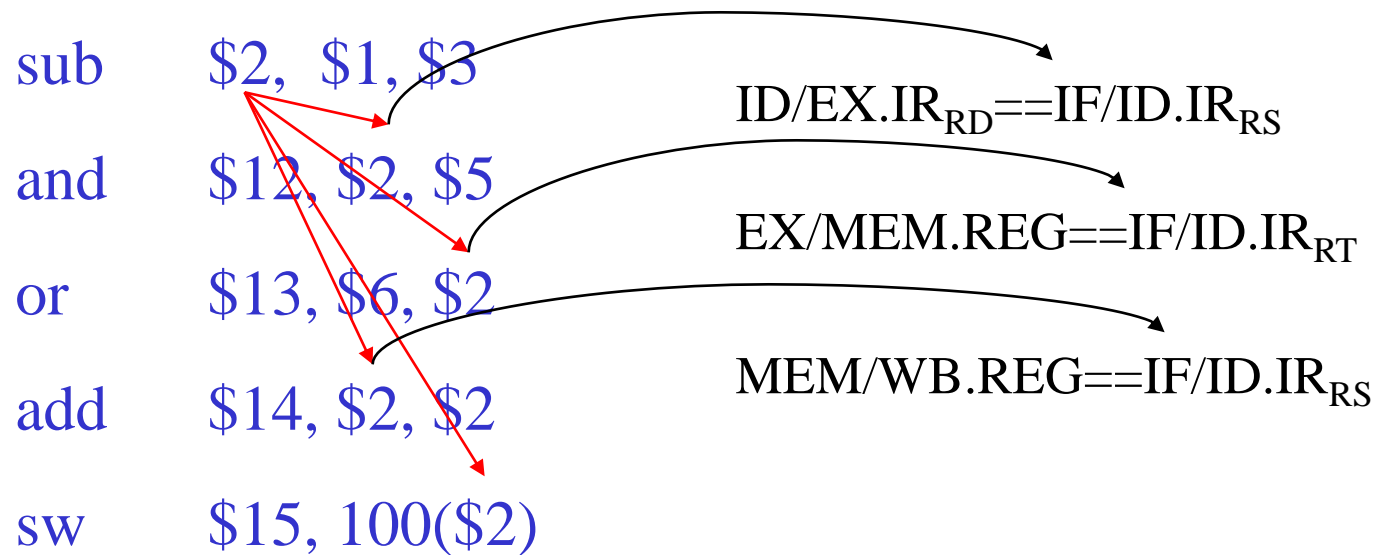 sub $2, $1, $3
ID/EX.IRRD==IF/ID.IRRS
and $12, $2, $5
EX/MEM.REG==IF/ID.IRRT
or $13, $6, $2
MEM/WB.REG==IF/ID.IRRS
add $14, $2, $2
sw $15, 100($2)